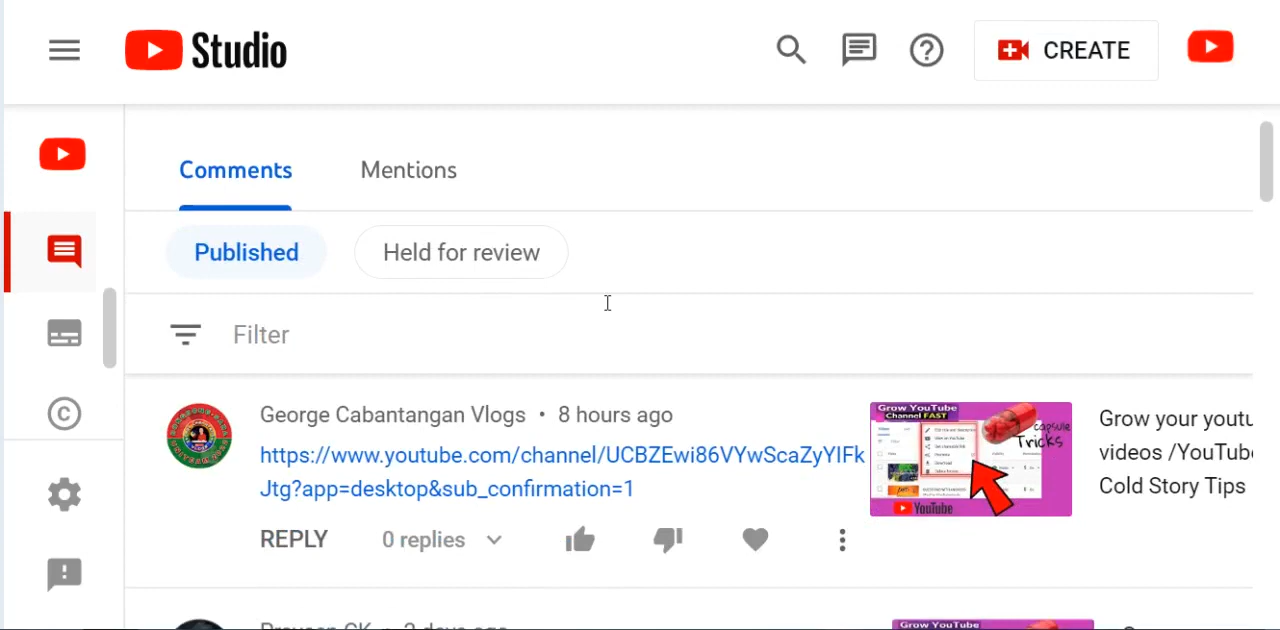 Studio
CREATE
Comments
Mentions
Published
Held for review
Filter
George Cabantangan Vlogs • 8 hours ago
https://www.youtube.com/channel/UCBZEwi86VYwScaZyYIFk
Jtg?app=desktop&sub_confirmation=1
REPLY
0 replies
Grow YouTube
Channel FAST
capsule
Tricks
YouTube
Grow your youtu
videos /YouTube
Cold Story Tips
Grow YouTube